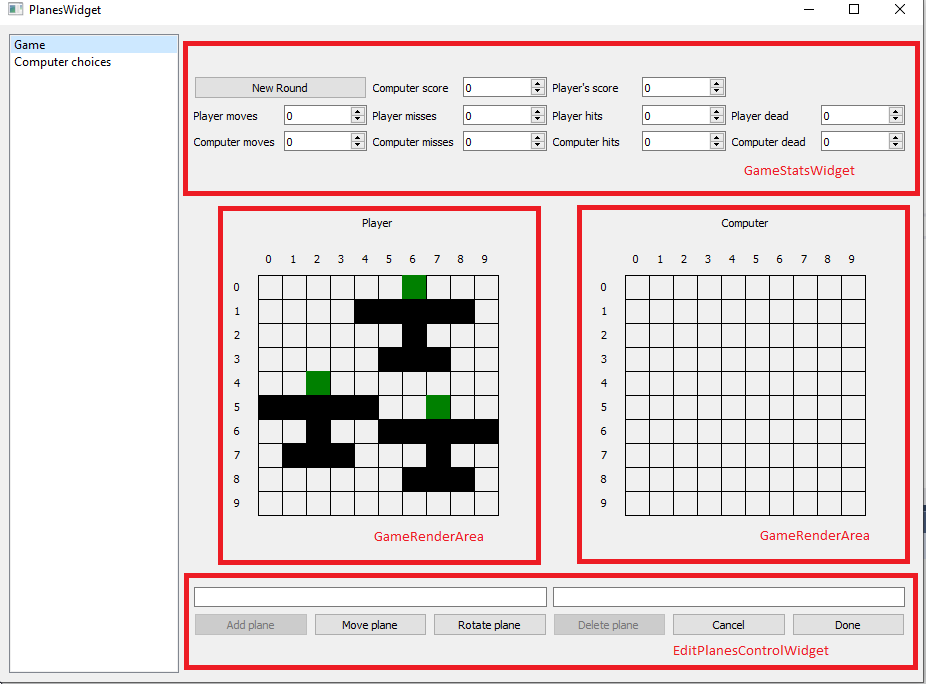 PlanesWidget
Game
Computer choices
New Round Computer score 0 Player's score 0
Player moves 0 Player misses 0 Player hits 0 Player dead 0
Computer moves 0 Computer misses 0 Computer hits 0 Computer dead 0
GameStatsWidget
Player
0 1 2 3 4 5 6 7 8 9
0
1
2
3
4
5
6
7
8
9
GameRenderArea
Computer
0 1 2 3 4 5 6 7 8 9
0
1
2
3
4
5
6
7
8
9
GameRenderArea
Add plane Move plane Rotate plane Delete plane Cancel Done
EditPlanesControlWidget